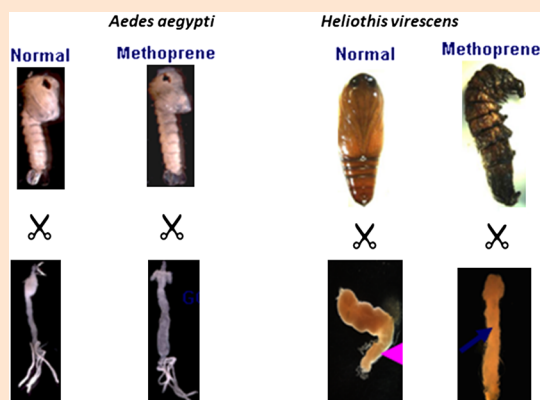 Aedes aegypti
Heliothis virescens
Normal
Methoprene
Normal
Methoprene